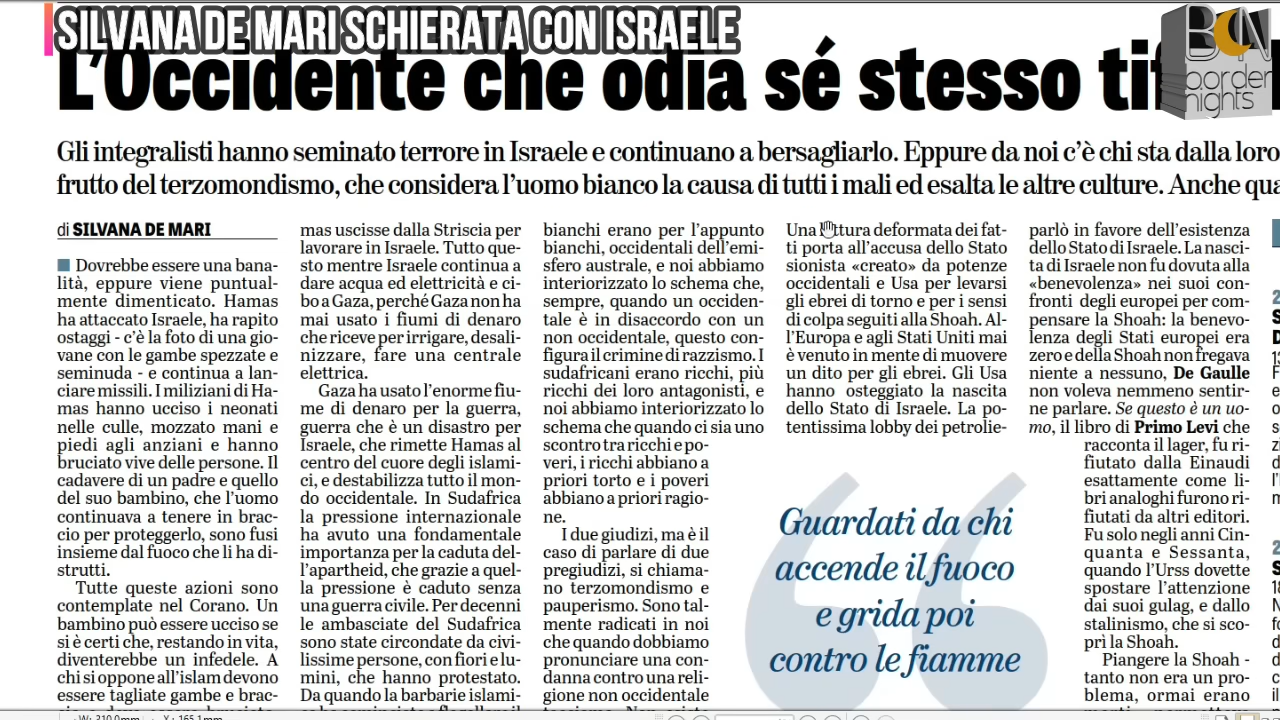 SILVANA DE MARI SCHIERATA CON ISRAELE
BCN
border
nights
L'Occidente che odia sé stesso
Gli integralisti hanno seminato terrore in Israele e continuano a bersagliarlo. Eppure da noi c'è chi sta dalla loro
frutto del terzomondismo, che considera l'uomo bianco la causa di tutti i mali ed esalta le altre culture. Anche
di SILVANA DE MARI
Dovrebbe essere una bana-
lità, eppure viene puntual-
mente dimenticato. Hamas
ha attaccato Israele, ha rapito
ostaggi - c'è la foto di una gio-
vane con le gambe spezzate e
seminuda - e continua a lan-
ciare missili. I miliziani di Ha-
mas hanno ucciso i neonati
nelle culle, mozzato mani e
piedi agli anziani e hanno
bruciato vive delle persone. Il
cadavere di un padre e quello
del suo bambino, che l'uomo
continuava a tenere in brac-
cio per proteggerlo, sono fusi
insieme dal fuoco che li ha di-
strutti.
Tutte queste azioni sono
contemplate nel Corano. Un
bambino può essere ucciso se
si è certi che, restando in vita,
diventerebbe un infedele. A
chi si oppone all'islam devono
essere tagliate gambe e brac-
mas uscisse dalla Striscia per
lavorare in Israele. Tutto que-
sto mentre Israele continua a
dare acqua ed elettricità e ci-
bo a Gaza, perché Gaza non ha
mai usato i fiumi di denaro
che riceve per irrigare, desali-
nizzare, fare una centrale
elettrica.
Gaza ha usato l'enorme fiu-
me di denaro per la guerra,
guerra che è un disastro per
Israele, che rimette Hamas al
centro del cuore degli islami-
ci, e destabilizza tutto il mon-
do occidentale. In Sudafrica
la pressione internazionale
ha avuto una fondamentale
importanza per la caduta del-
l'apartheid, che grazie a quel-
la pressione è caduto senza
una guerra civile. Per decenni
le ambasciate del Sudafrica
sono state circondate da civi-
lissime persone, con fiori e lu-
mini, che hanno protestato.
Da quando la barbarie islami-
bianchi erano per l'appunto
bianchi, occidentali dell'emi-
sfero australe, e noi abbiamo
interiorizzato lo schema che,
sempre, quando un occiden-
tale è in disaccordo con un
non occidentale, questo con-
figura il crimine di razzismo. I
sudafricani erano ricchi, più
ricchi dei loro antagonisti, e
noi abbiamo interiorizzato lo
schema che quando ci sia uno
scontro tra ricchi e po-
veri, i ricchi abbiano a
priori torto e i poveri
abbiano a priori ragio-
ne.
I due giudizi, ma è il
caso di parlare di due
pregiudizi, si chiama-
no terzomondismo e
pauperismo. Sono tal-
mente radicati in noi
che quando dobbiamo
pronunciare una con-
danna contro una reli-
gione non occidentale
Una lettura deformata dei fat-
ti porta all'accusa dello Stato
sionista «creato» da potenze
occidentali e Usa per levarsi
gli ebrei di torno e per i sensi
di colpa seguiti alla Shoah. Al-
l'Europa e agli Stati Uniti mai
è venuto in mente di muovere
un dito per gli ebrei. Gli Usa
hanno osteggiato la nascita
dello Stato di Israele. La po-
tentissima lobby dei petrolie-
Guardati da chi
accende il fuoco
e grida poi
contro le fiamme
parlò in favore dell'esistenza
dello Stato di Israele. La nasci-
ta di Israele non fu dovuta alla
«benevolenza» nei suoi con-
fronti degli europei per com-
pensare la Shoah: la benevo-
lenza degli Stati europei era
zero e della Shoah non fregava
niente a nessuno, De Gaulle
non voleva nemmeno sentir-
ne parlare. Se questo è un uo-
mo, il libro di Primo Levi che
racconta il lager, fu ri-
fiutato dalla Einaudi
esattamente come li-
bri analoghi furono ri-
fiutati da altri editori.
Fu solo negli anni Cin-
quanta e Sessanta,
quando l'Urss dovette
spostare l'attenzione
dai suoi gulag, e dallo
stalinismo, che si sco-
prì la Shoah.
Piangere la Shoah -
tanto non era un pro-
blema, ormai erano